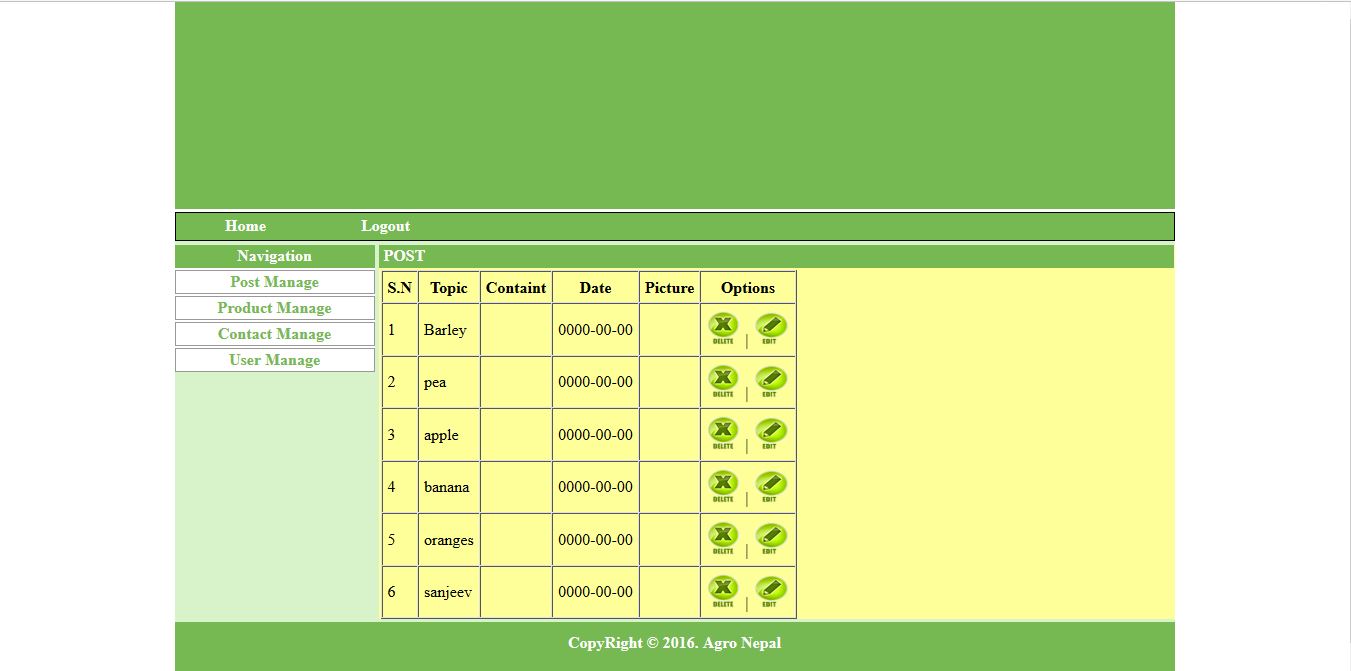 Home Logout
Navigation
POST
Post Manage
Product Manage
Contact Manage
User Manage
S.N Topic Containt Date Picture Options
1 Barley 0000-00-00 DELETE | EDIT
2 pea 0000-00-00 DELETE | EDIT
3 apple 0000-00-00 DELETE | EDIT
4 banana 0000-00-00 DELETE | EDIT
5 oranges 0000-00-00 DELETE | EDIT
6 sanjeev 0000-00-00 DELETE | EDIT
CopyRight © 2016. Agro Nepal